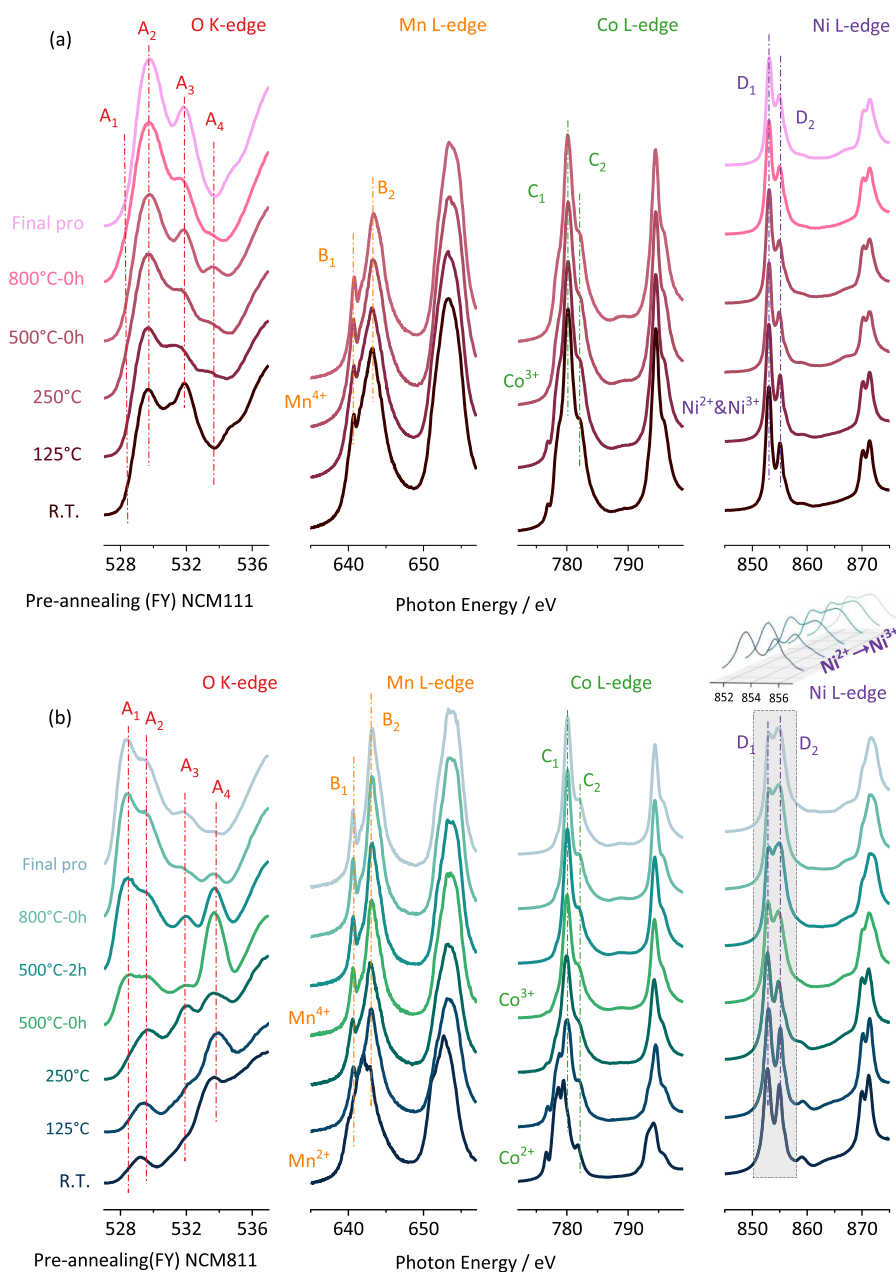 (a)
O K-edge
Mn L-edge
Co L-edge
Ni L-edge
A1
A2
A3
A4
B1
B2
C1
C2
D1
D2
Final pro
800°C-0h
500°C-0h
250°C
125°C
R.T.
Mn4+
Co3+
Ni2+&Ni3+
528 532 536
640 650
780 790
850 860 870
Pre-annealing (FY) NCM111
Photon Energy / eV
Ni2+→Ni3+
852 854 856
(b)
O K-edge
Mn L-edge
Co L-edge
Ni L-edge
A1
A2
A3
A4
B1
B2
C1
C2
D1
D2
Final pro
800°C-0h
500°C-2h
500°C-0h
250°C
125°C
R.T.
Mn4+
Mn2+
Co3+
Co2+
528 532 536
640 650
780 790
850 860 870
Pre-annealing(FY) NCM811
Photon Energy / eV